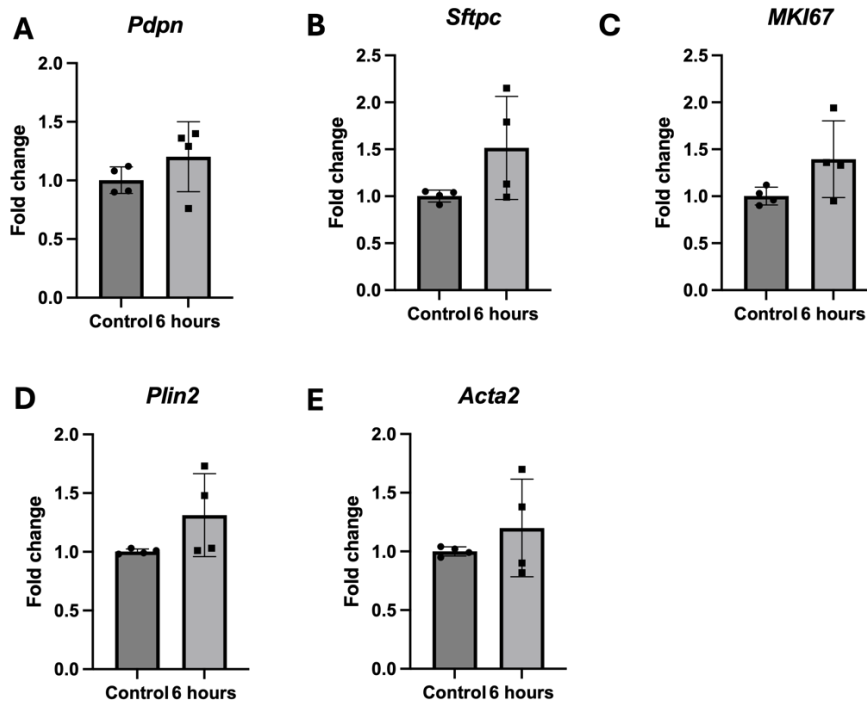 A
Pdpn
Fold change
2.0
1.5
1.0
0.5
0.0
Control 6 hours
B
Sftpc
Fold change
2.5
2.0
1.5
1.0
0.5
0.0
Control 6 hours
C
MKI67
Fold change
2.5
2.0
1.5
1.0
0.5
0.0
Control 6 hours
D
Plin2
Fold change
2.0
1.5
1.0
0.5
0.0
Control 6 hours
E
Acta2
Fold change
2.0
1.5
1.0
0.5
0.0
Control 6 hours